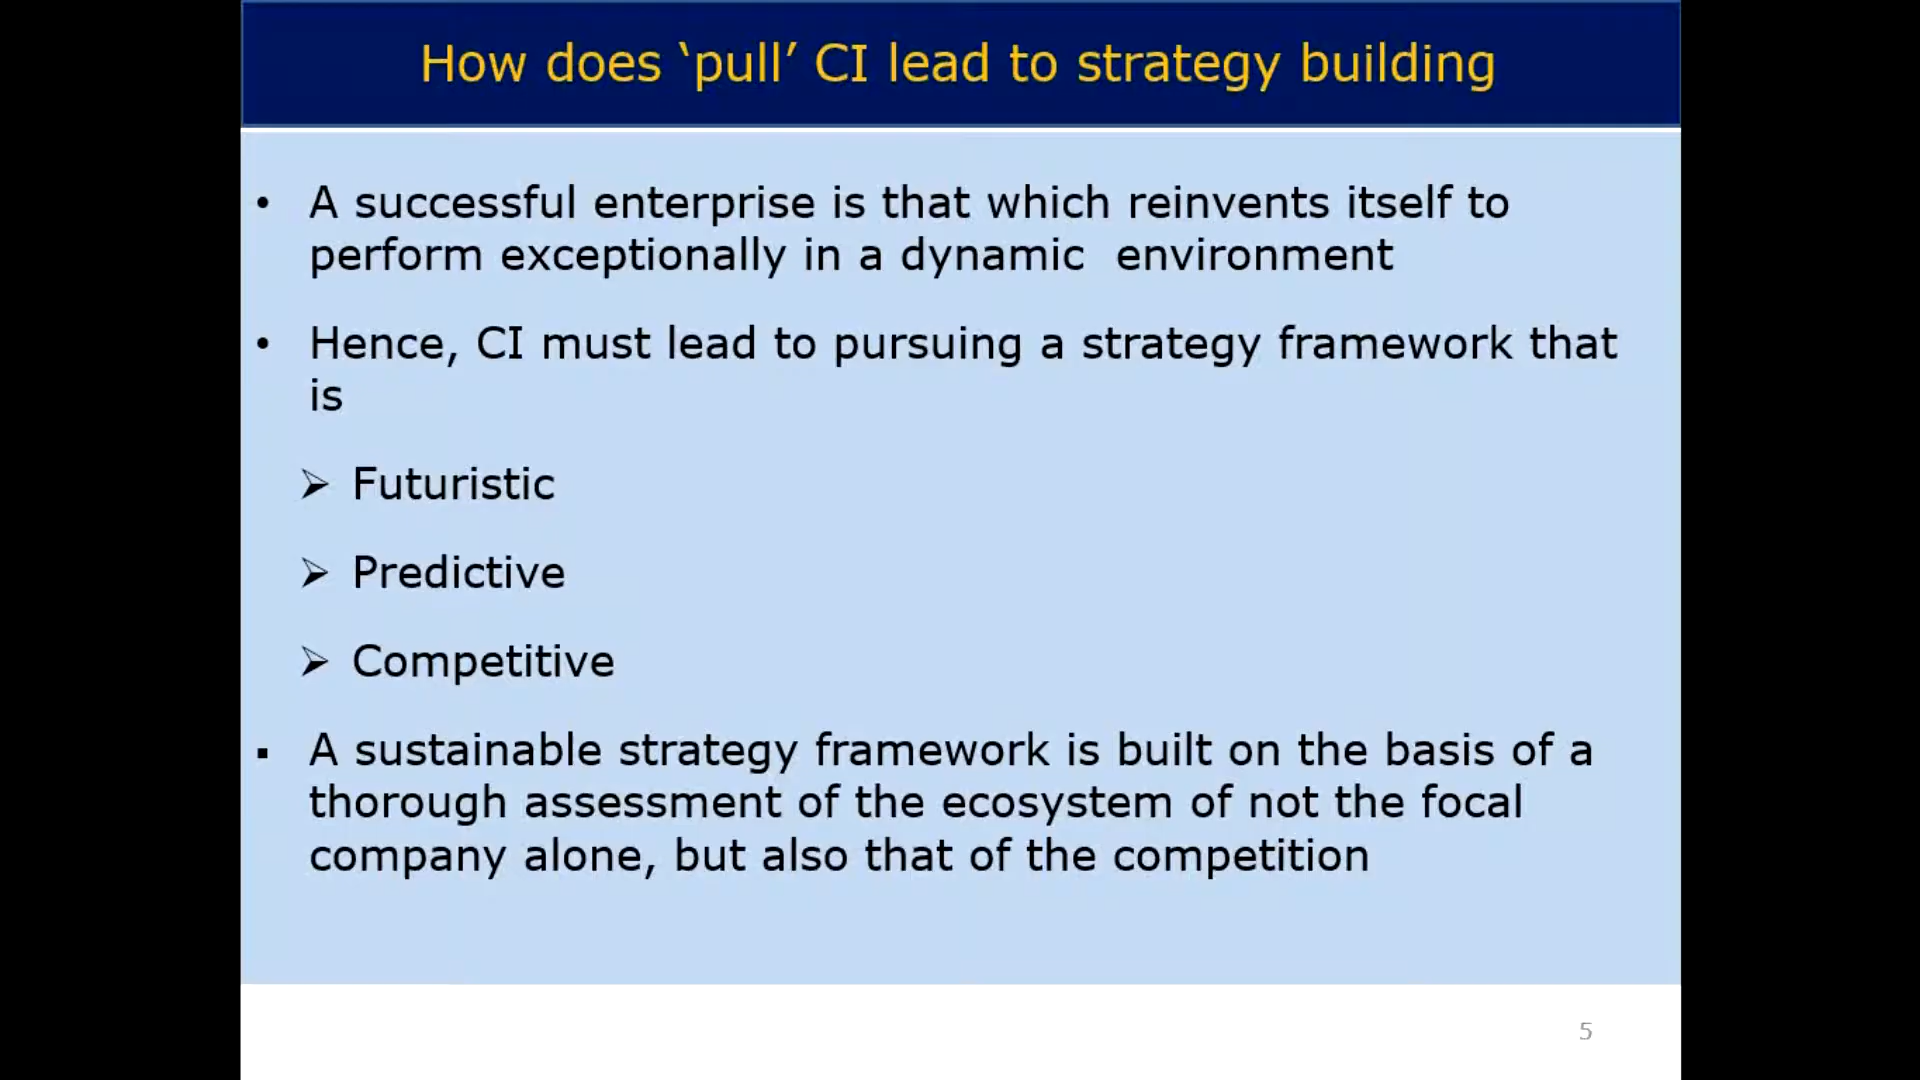 How does ‘pull’ CI lead to strategy building
• A successful enterprise is that which reinvents itself to
perform exceptionally in a dynamic  environment
• Hence, CI must lead to pursuing a strategy framework that
is
➢ Futuristic
➢ Predictive
➢ Competitive
▪ A sustainable strategy framework is built on the basis of a
thorough assessment of the ecosystem of not the focal
company alone, but also that of the competition
5